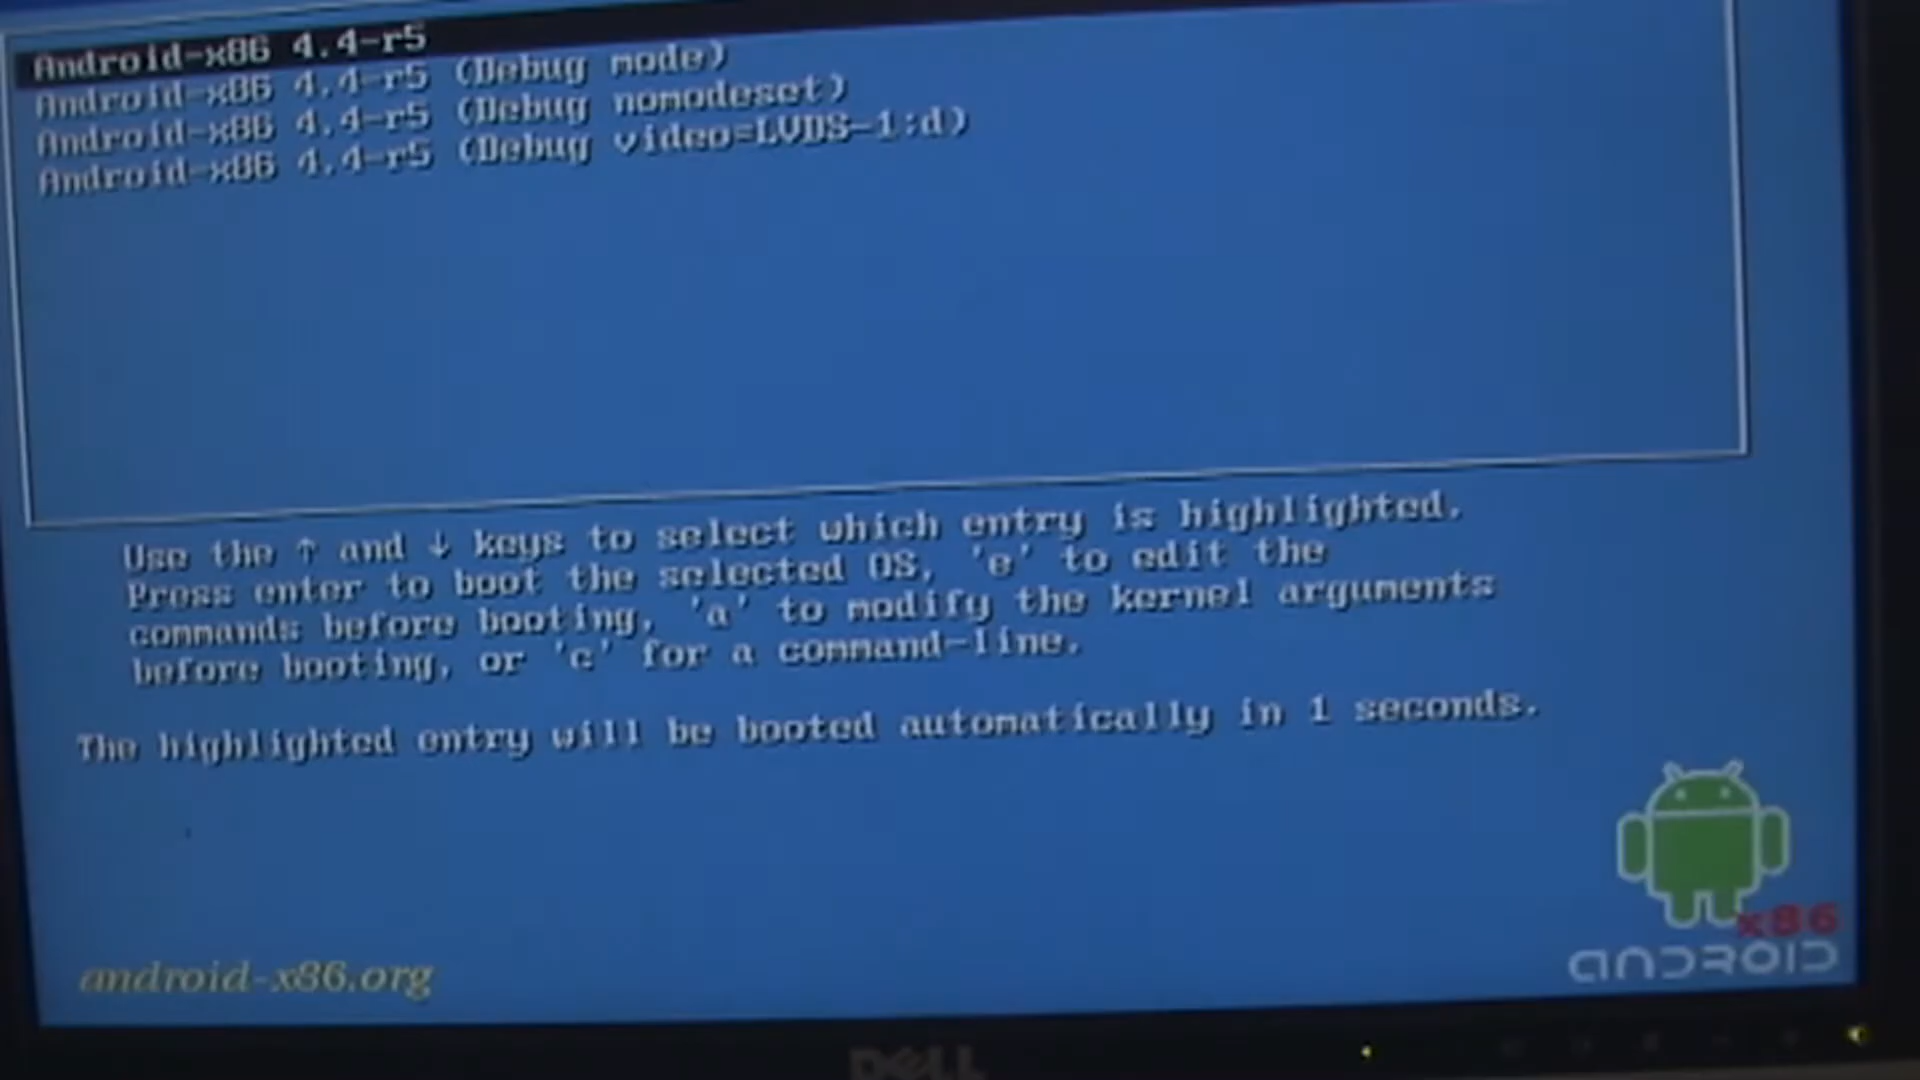 Android-x86 4.4-r5
Android-x86 4.4-r5 (Debug mode)
Android-x86 4.4-r5 (Debug nomodeset)
Android-x86 4.4-r5 (Debug video=LVDS-1:d)
Use the ↑ and ↓ keys to select which entry is highlighted.
Press enter to boot the selected OS, 'e' to edit the
commands before booting, 'a' to modify the kernel arguments
before booting, or 'c' for a command-line.
The highlighted entry will be booted automatically in 1 seconds.
x86
android-x86.org
ANDROID
DELL